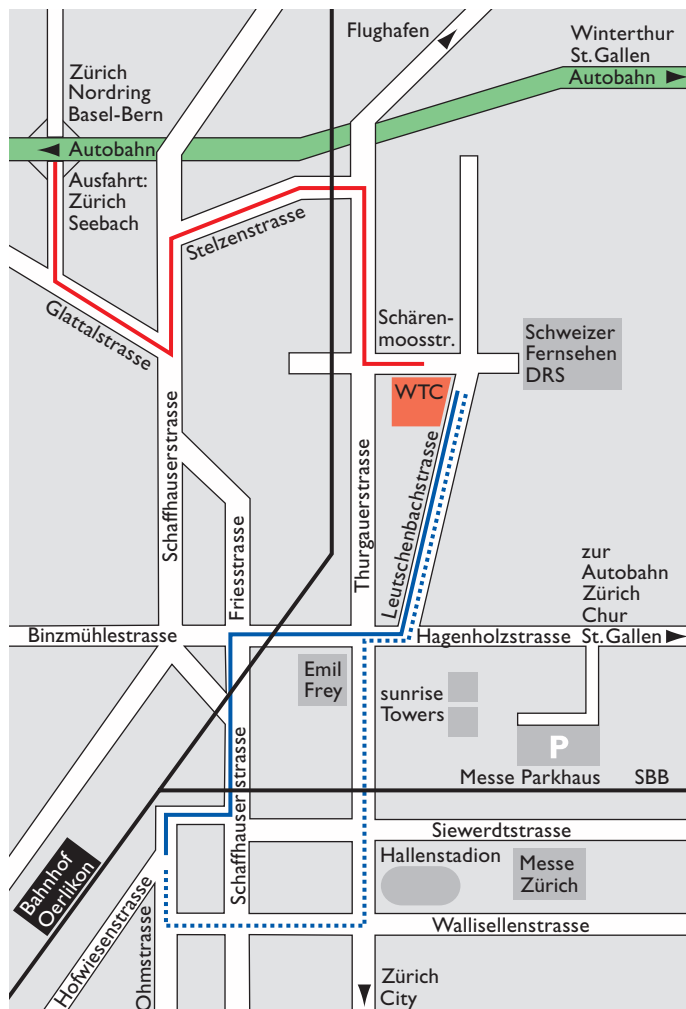 Flughafen
Winterthur
St. Gallen
Autobahn
Zürich
Nordring
Basel-Bern
Autobahn
Ausfahrt:
Zürich
Seebach
Stelzenstrasse
Glattalstrasse
Schären-
moosstr.
Schweizer
Fernsehen
DRS
WTC
Schaffhauserstrasse
Friesstrasse
Thurgauerstrasse
Leutschenbachstrasse
zur
Autobahn
Zürich
Chur
St. Gallen
Binzmühlestrasse
Hagenholzstrasse
Emil
Frey
sunrise
Towers
P
Messe Parkhaus
SBB
Schaffhauserstrasse
Siewerdtstrasse
Hallenstadion
Messe
Zürich
Bahnhof
Oerlikon
Hofwiesenstrasse
Ohmstrasse
Wallisellenstrasse
Zürich
City